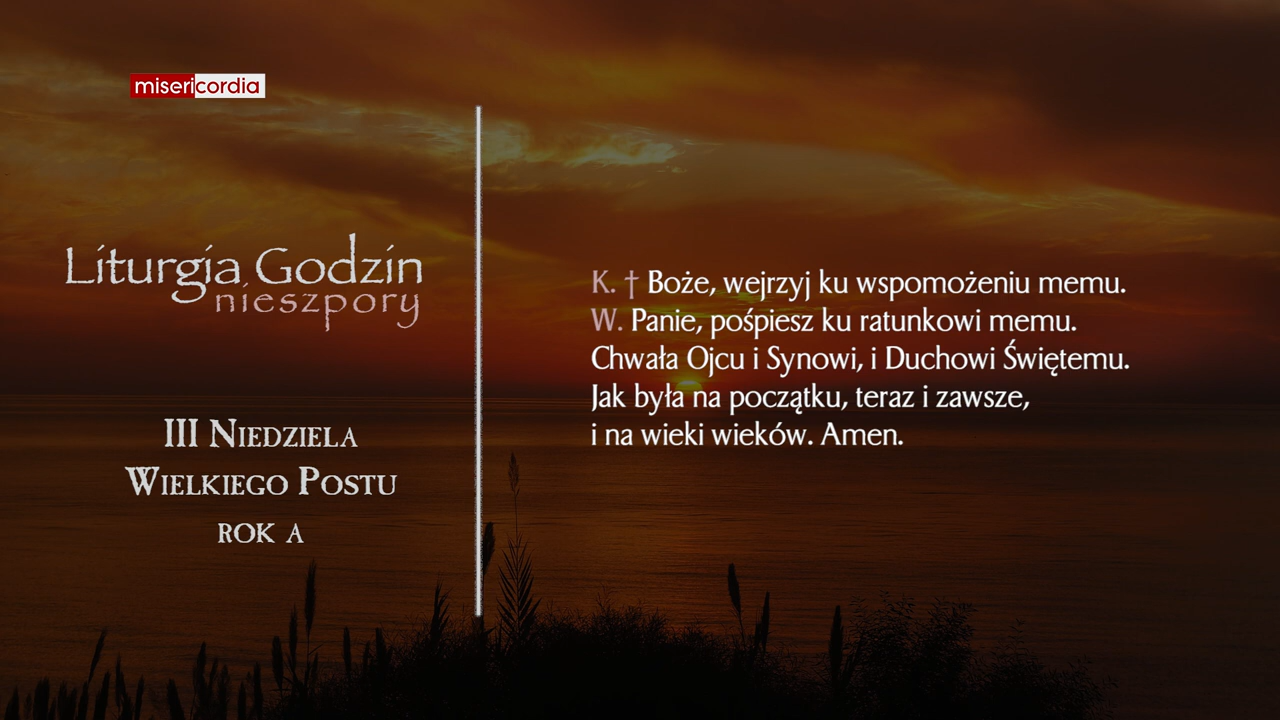 misericordia
Liturgia Godzin
nieszpory
III Niedziela
Wielkiego Postu
rok a
K. † Boże, wejrzyj ku wspomożeniu memu.
W. Panie, pośpiesz ku ratunkowi memu.
Chwała Ojcu i Synowi, i Duchowi Świętemu.
Jak była na początku, teraz i zawsze,
i na wieki wieków. Amen.